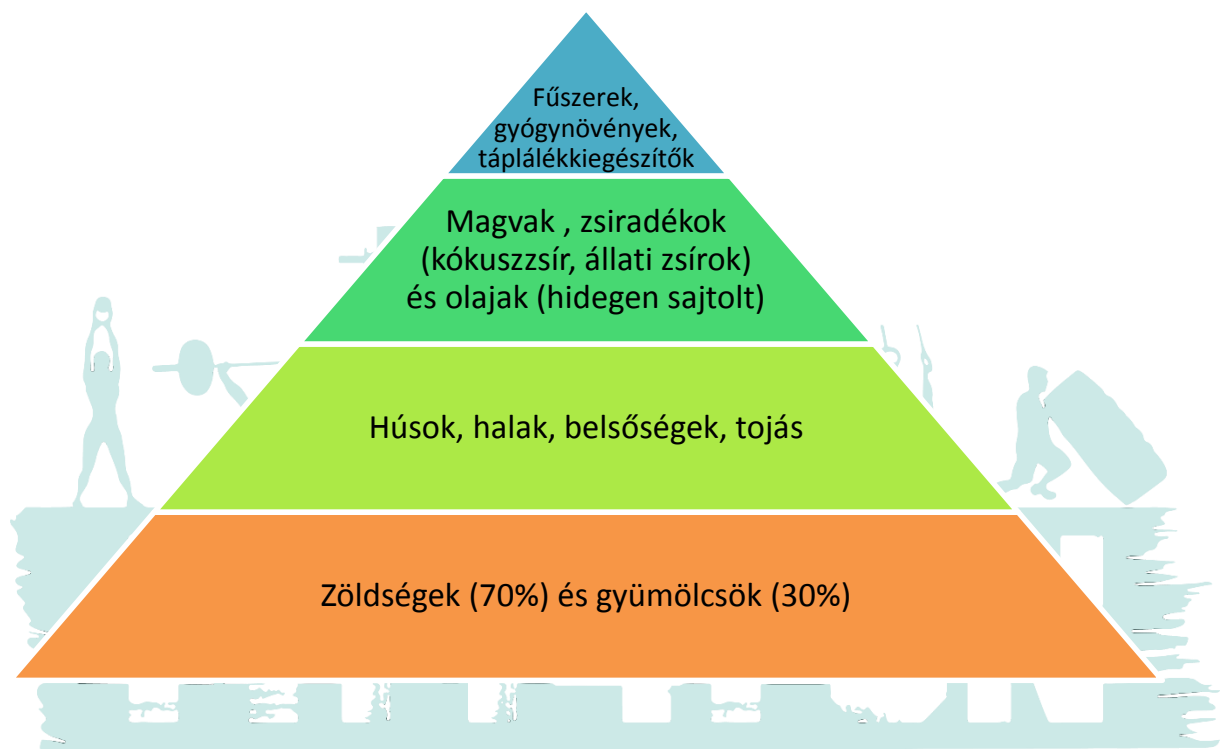 Fűszerek,
gyógynövények,
táplálékkiegészítők
Magvak , zsiradékok
(kókuszzsír, állati zsírok)
és olajak (hidegen sajtolt)
Húsok, halak, belsőségek, tojás
Zöldségek (70%) és gyümölcsök (30%)